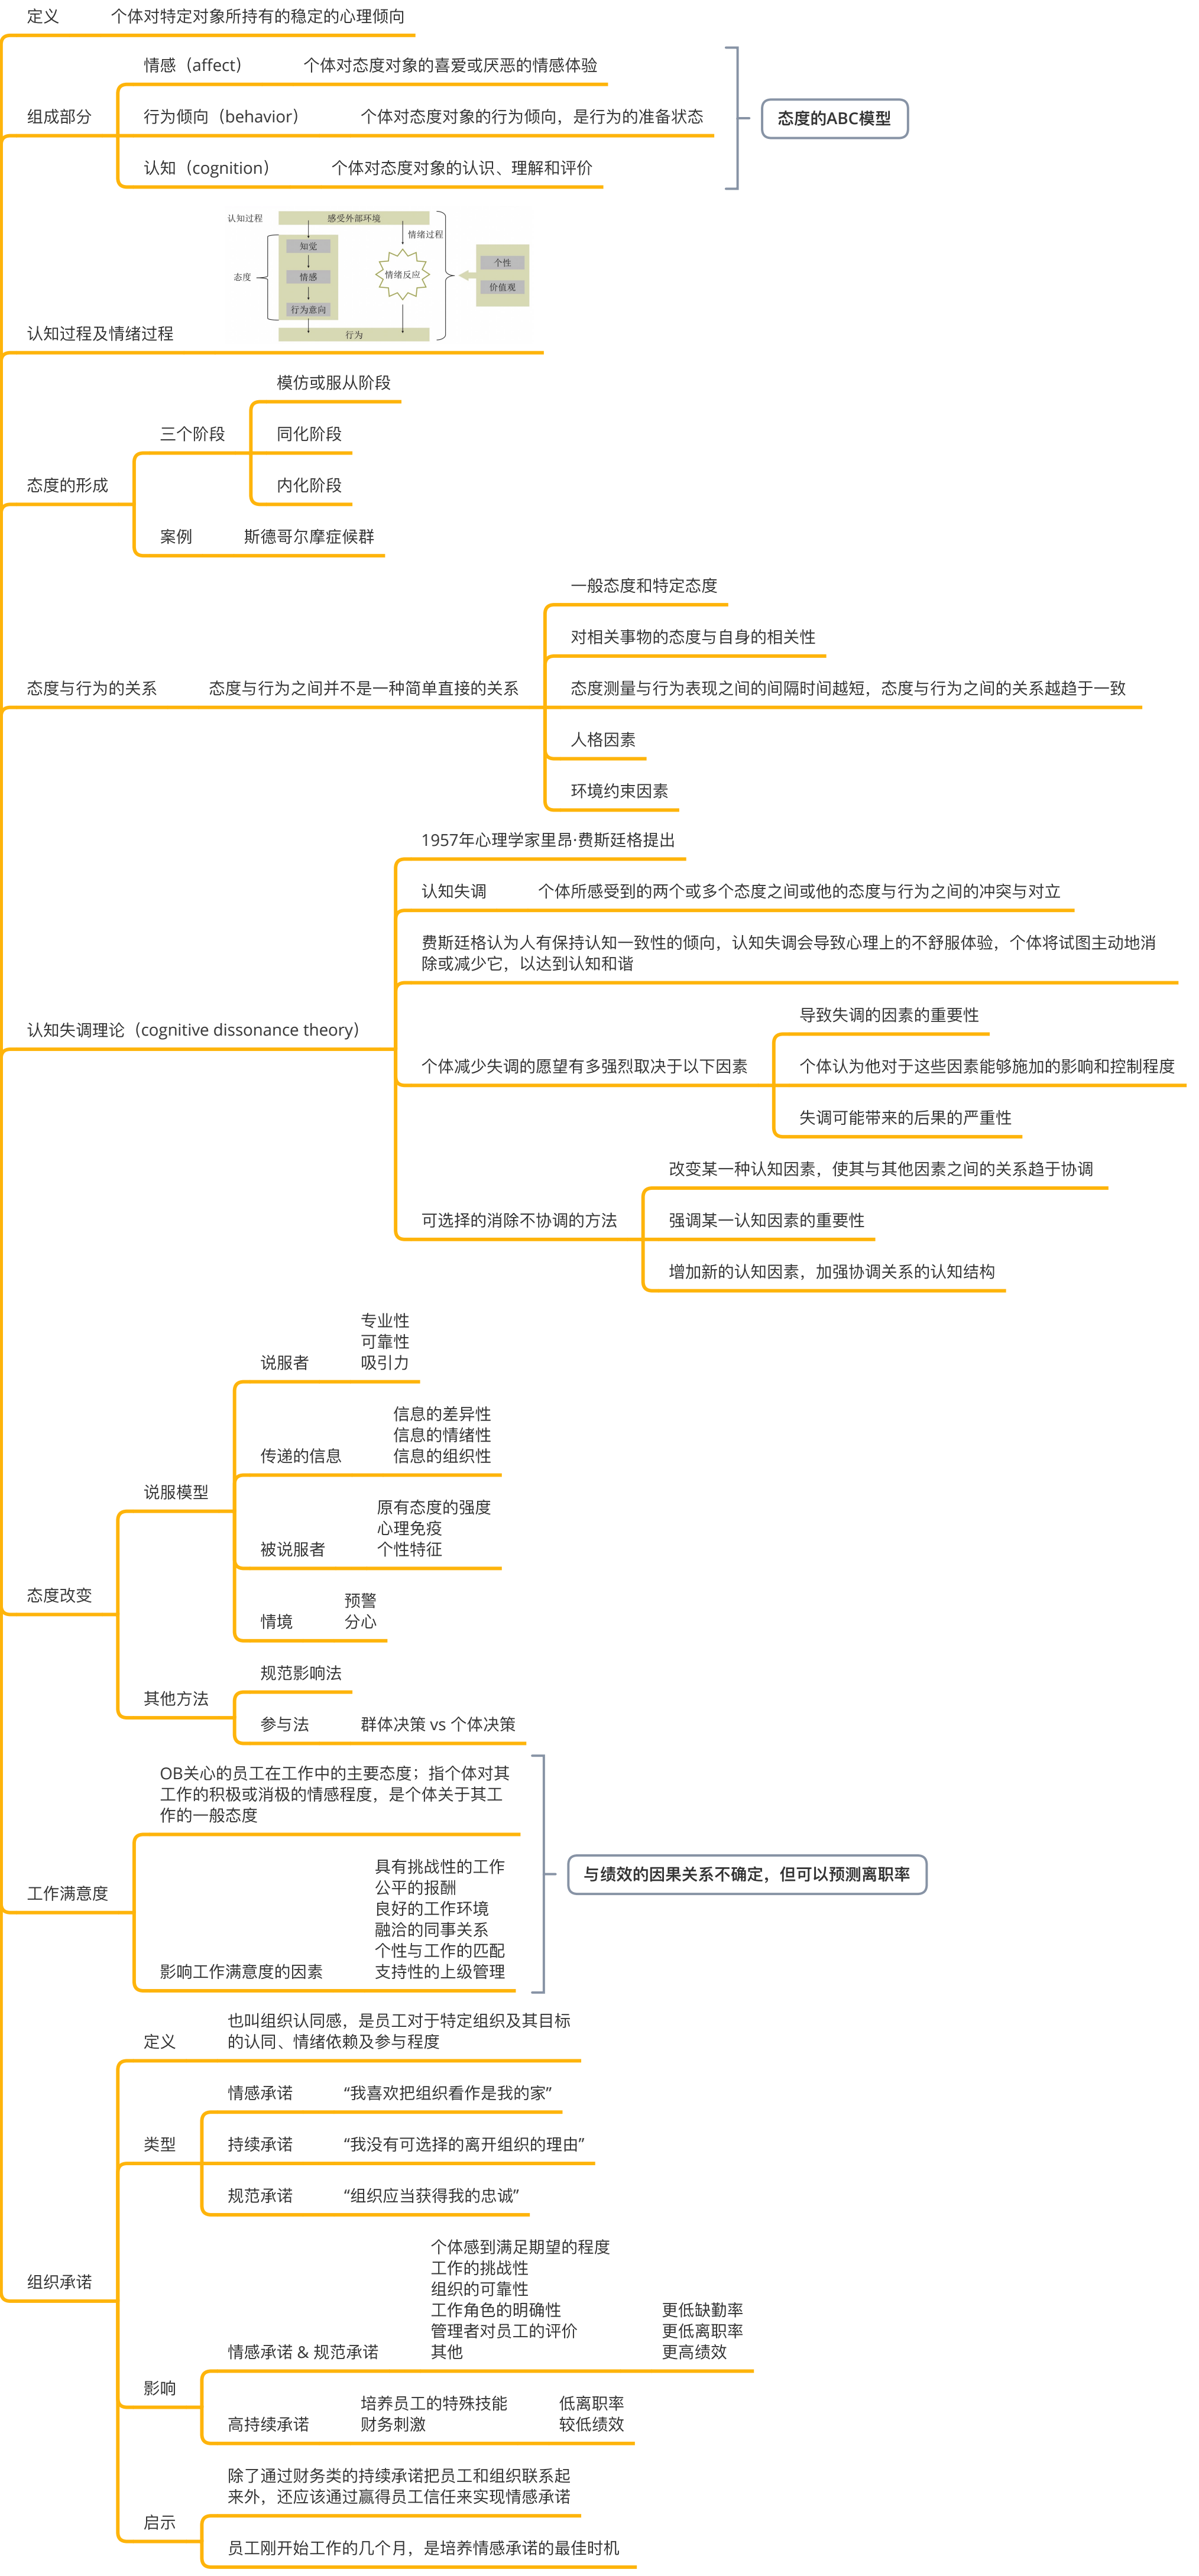 定义
个体对特定对象所持有的稳定的心理倾向
组成部分
情感（affect）
个体对态度对象的喜爱或厌恶的情感体验
行为倾向（behavior）
个体对态度对象的行为倾向，是行为的准备状态
认知（cognition）
个体对态度对象的认识、理解和评价
态度的ABC模型
认知过程及情绪过程
认知过程
感受外部环境
情绪过程
知觉
态度
情感
情绪反应
行为意向
行为
个性
价值观
态度的形成
三个阶段
模仿或服从阶段
同化阶段
内化阶段
案例
斯德哥尔摩症候群
态度与行为的关系
态度与行为之间并不是一种简单直接的关系
一般态度和特定态度
对相关事物的态度与自身的相关性
态度测量与行为表现之间的间隔时间越短，态度与行为之间的关系越趋于一致
人格因素
环境约束因素
认知失调理论（cognitive dissonance theory）
1957年心理学家里昂·费斯廷格提出
认知失调
个体所感受到的两个或多个态度之间或他的态度与行为之间的冲突与对立
费斯廷格认为人有保持认知一致性的倾向，认知失调会导致心理上的不舒服体验，个体将试图主动地消
除或减少它，以达到认知和谐
个体减少失调的愿望有多强烈取决于以下因素
导致失调的因素的重要性
个体认为他对于这些因素能够施加的影响和控制程度
失调可能带来的后果的严重性
可选择的消除不协调的方法
改变某一种认知因素，使其与其他因素之间的关系趋于协调
强调某一认知因素的重要性
增加新的认知因素，加强协调关系的认知结构
态度改变
说服模型
说服者
专业性
可靠性
吸引力
传递的信息
信息的差异性
信息的情绪性
信息的组织性
被说服者
原有态度的强度
心理免疫
个性特征
情境
预警
分心
其他方法
规范影响法
参与法
群体决策 vs 个体决策
工作满意度
OB关心的员工在工作中的主要态度；指个体对其
工作的积极或消极的情感程度，是个体关于其工
作的一般态度
影响工作满意度的因素
具有挑战性的工作
公平的报酬
良好的工作环境
融洽的同事关系
个性与工作的匹配
支持性的上级管理
与绩效的因果关系不确定，但可以预测离职率
组织承诺
定义
也叫组织认同感，是员工对于特定组织及其目标
的认同、情绪依赖及参与程度
类型
情感承诺
“我喜欢把组织看作是我的家”
持续承诺
“我没有可选择的离开组织的理由”
规范承诺
“组织应当获得我的忠诚”
影响
情感承诺 & 规范承诺
个体感到满足期望的程度
工作的挑战性
组织的可靠性
工作角色的明确性
管理者对员工的评价
其他
更低缺勤率
更低离职率
更高绩效
高持续承诺
培养员工的特殊技能
财务刺激
低离职率
较低绩效
启示
除了通过财务类的持续承诺把员工和组织联系起
来外，还应该通过赢得员工信任来实现情感承诺
员工刚开始工作的几个月，是培养情感承诺的最佳时机